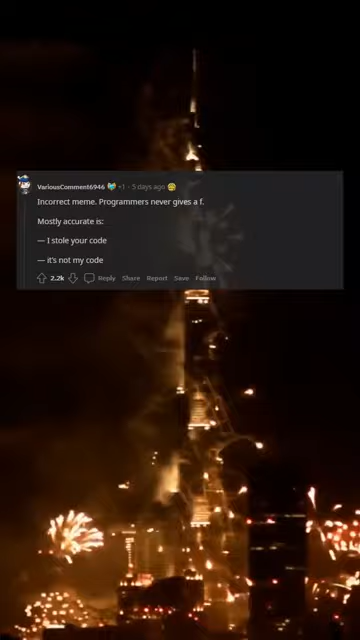 VariousComment6946 +1 · 5 days ago
Incorrect meme. Programmers never gives a f.
Mostly accurate is:
— I stole your code
— it's not my code
2.2k Reply Share Report Save Follow